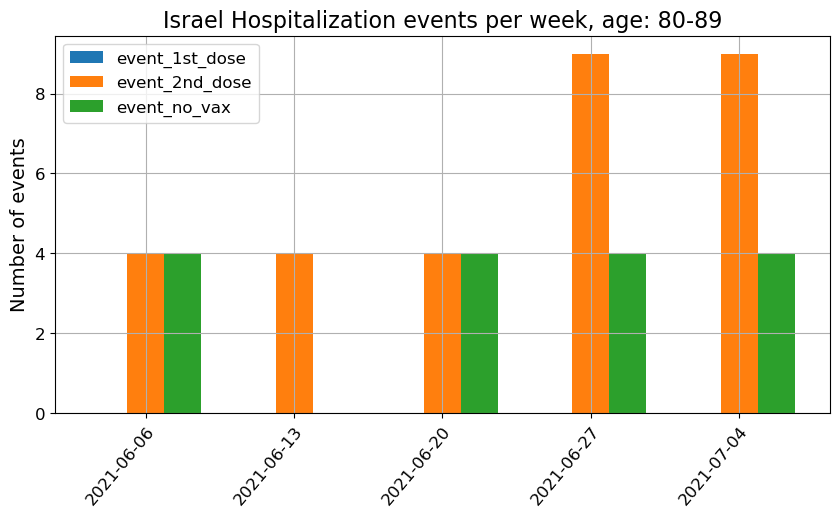 Israel Hospitalization events per week, age: 80-89
event_1st_dose
event_2nd_dose
event_no_vax
Number of events
8
6
4
2
0
2021-06-06
2021-06-13
2021-06-20
2021-06-27
2021-07-04